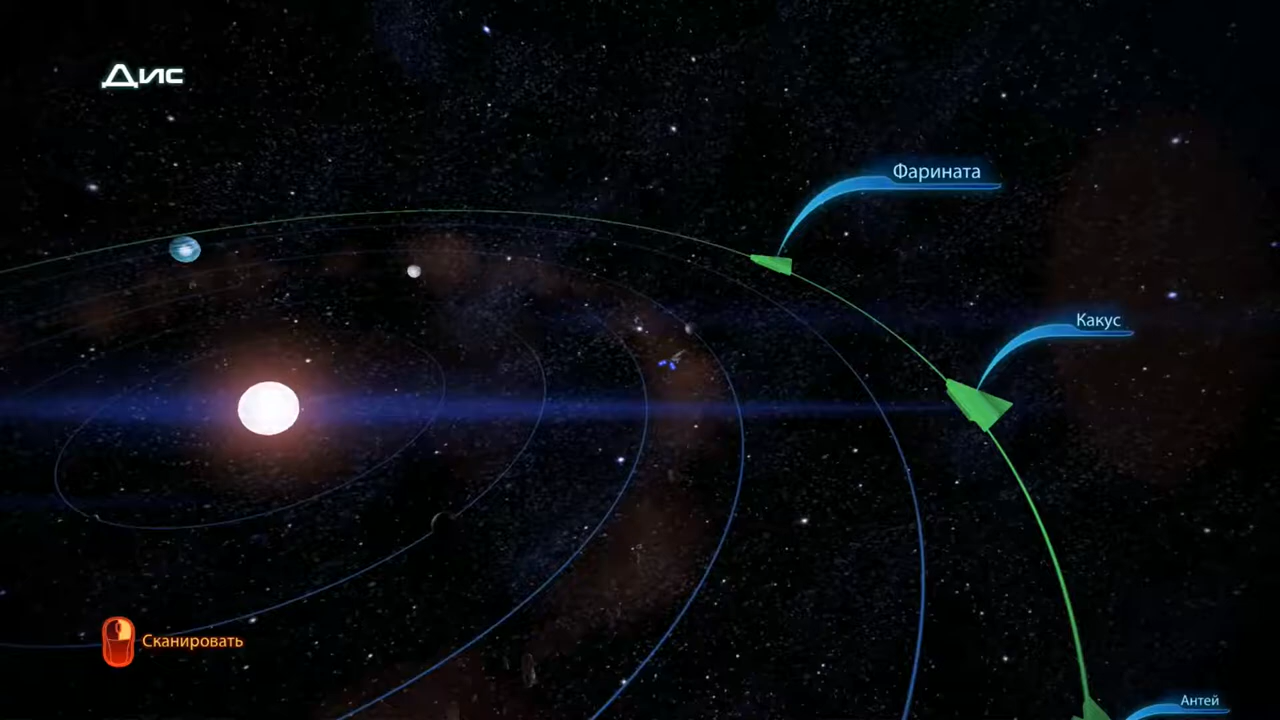 Дис
Фарината
Какус
Сканировать
Антей